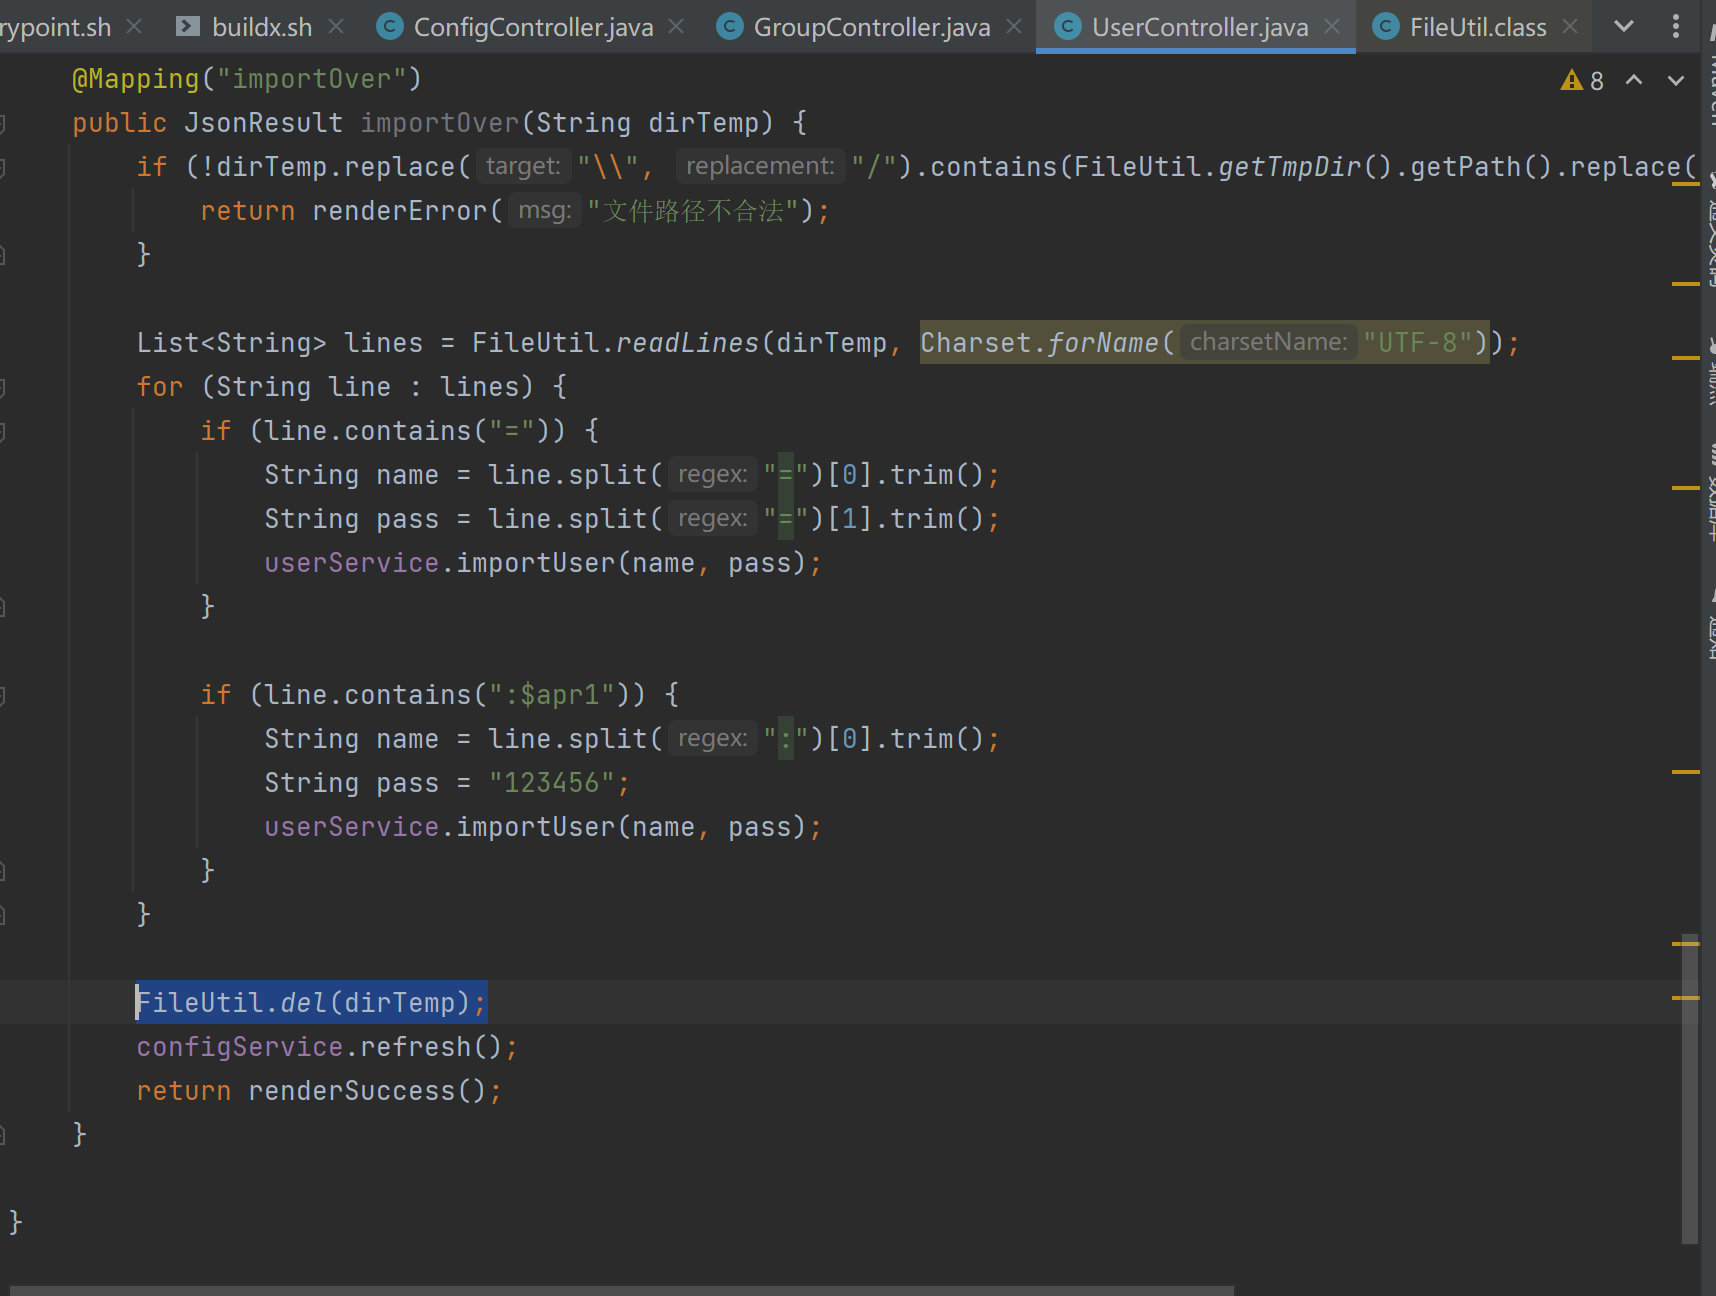 rypoint.sh buildx.sh ConfigController.java GroupController.java UserController.java FileUtil.class
8
@Mapping("importOver")
public JsonResult importOver(String dirTemp) {
if (!dirTemp.replace( target: "\\", replacement: "/").contains(FileUtil.getTmpDir().getPath().replace(
return renderError( msg: "文件路径不合法");
}
List<String> lines = FileUtil.readLines(dirTemp, Charset.forName( charsetName: "UTF-8"));
for (String line : lines) {
if (line.contains("=")) {
String name = line.split( regex: "=")[0].trim();
String pass = line.split( regex: "=")[1].trim();
userService.importUser(name, pass);
}
if (line.contains(":$apr1")) {
String name = line.split( regex: ":")[0].trim();
String pass = "123456";
userService.importUser(name, pass);
}
}
FileUtil.del(dirTemp);
configService.refresh();
return renderSuccess();
}
}